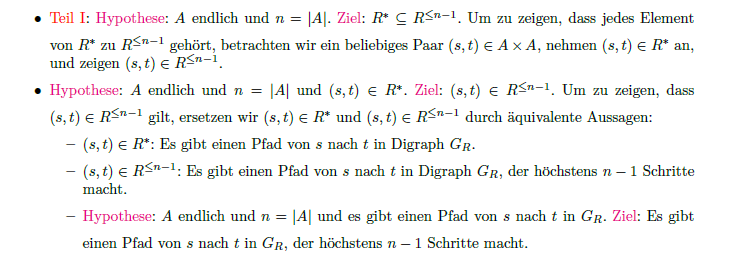 • Teil I: Hypothese: A endlich und n = |A|. Ziel: R* ⊆ R≤n−1. Um zu zeigen, dass jedes Element
von R* zu R≤n−1 gehört, betrachten wir ein beliebiges Paar (s, t) ∈ A × A, nehmen (s, t) ∈ R* an,
und zeigen (s, t) ∈ R≤n−1.
• Hypothese: A endlich und n = |A| und (s, t) ∈ R*. Ziel: (s, t) ∈ R≤n−1. Um zu zeigen, dass
(s, t) ∈ R≤n−1 gilt, ersetzen wir (s, t) ∈ R* und (s, t) ∈ R≤n−1 durch äquivalente Aussagen:
– (s, t) ∈ R*: Es gibt einen Pfad von s nach t in Digraph GR.
– (s, t) ∈ R≤n−1: Es gibt einen Pfad von s nach t in Digraph GR, der höchstens n − 1 Schritte
macht.
– Hypothese: A endlich und n = |A| und es gibt einen Pfad von s nach t in GR. Ziel: Es gibt
einen Pfad von s nach t in GR, der höchstens n − 1 Schritte macht.